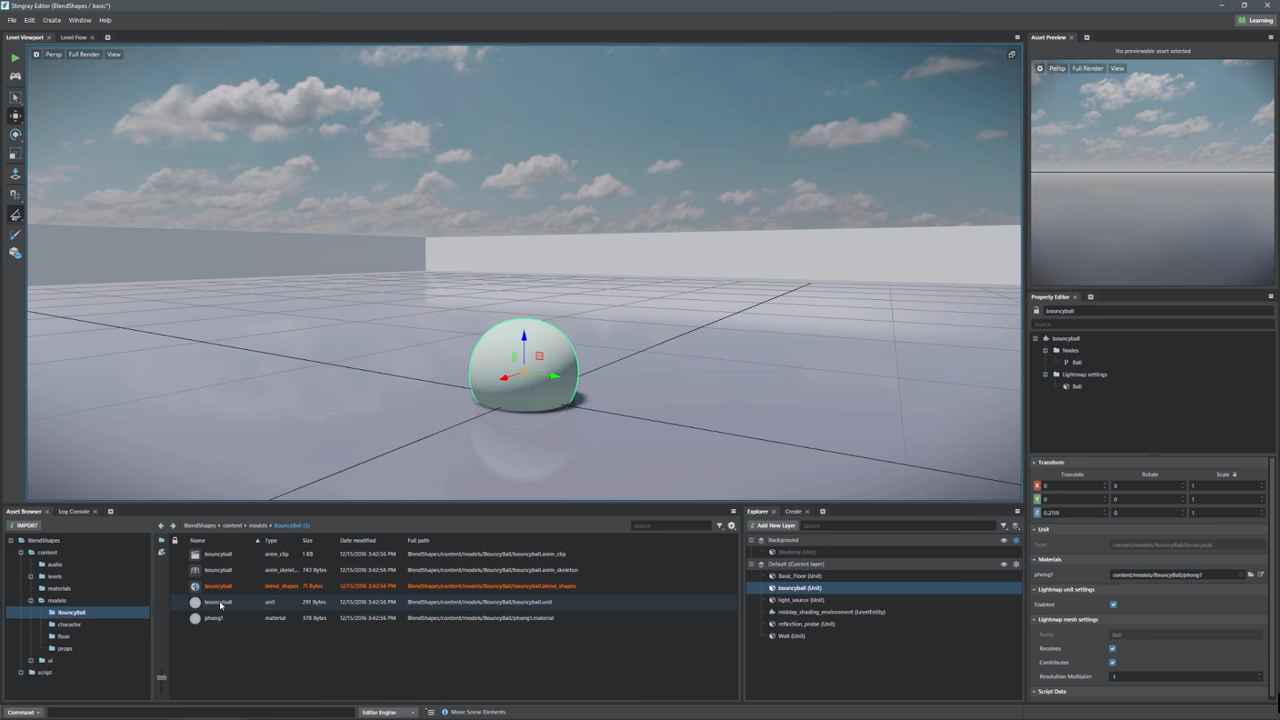 Stingray Editor (BlendShapes / basic*)
File Edit Create Window Help
Learning
Level Viewport
Level Flow
Persp Full Render View
Asset Preview
No previewable asset selected
Persp Full Render View
Property Editor
bouncyball
Search
bouncyball
Nodes
Ball
Lightmap settings
Ball
Transform
Translate Rotate Scale
X 0 0 1
Y 0 0 1
Z 0.2119 0 1
Unit
Type content/models/BouncyBall/bouncyball
Materials
phong1 content/models/BouncyBall/phong1
Lightmap unit settings
Enabled
Lightmap mesh settings
Name Ball
Receives
Contributes
Resolution Multiplier 1
Script Data
Asset Browser
Log Console
IMPORT
BlendShapes
content
audio
levels
materials
models
BouncyBall
character
floor
props
ui
script
BlendShapes content models BouncyBall (5)
Search
Name Type Size Date modified Full path
bouncyball anim_clip 1 KB 12/15/2016 3:42:56 PM BlendShapes/content/models/BouncyBall/bouncyball.anim_clip
bouncyball anim_skelet... 743 Bytes 12/15/2016 3:42:56 PM BlendShapes/content/models/BouncyBall/bouncyball.anim_skeleton
bouncyball blend_shapes 71 Bytes 12/15/2016 3:42:56 PM BlendShapes/content/models/BouncyBall/bouncyball.blend_shapes
bouncyball unit 291 Bytes 12/15/2016 3:42:56 PM BlendShapes/content/models/BouncyBall/bouncyball.unit
phong1 material 378 Bytes 12/15/2016 3:42:56 PM BlendShapes/content/models/BouncyBall/phong1.material
Explorer
Create
Add New Layer
Search
Background
Skydome (Unit)
Default (Current layer)
Basic_Floor (Unit)
bouncyball (Unit)
light_source (Unit)
midday_shading_environment (LevelEntity)
reflection_probe (Unit)
Wall (Unit)
Command
Editor Engine
Move Some Elements